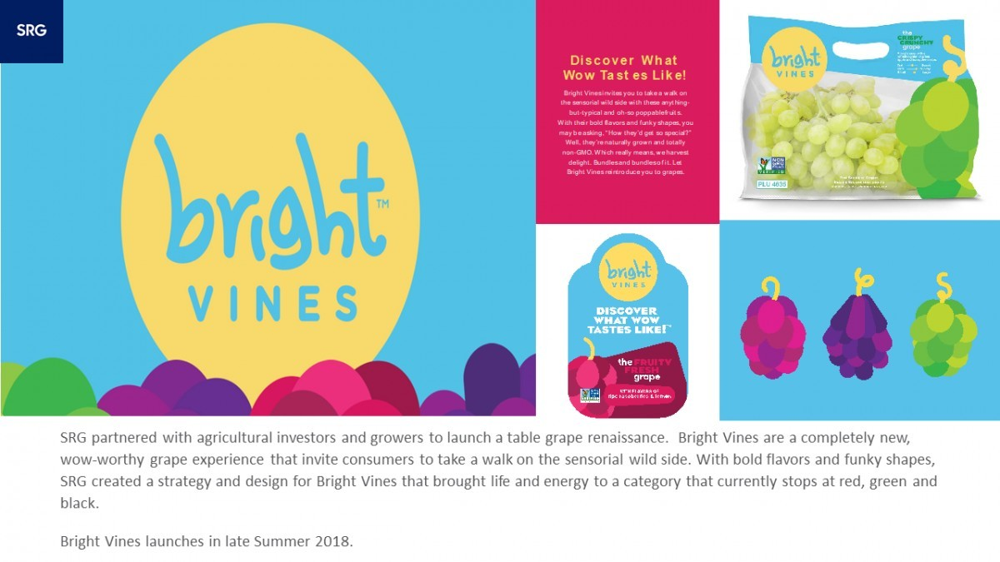 SRG
bright™
VINES
Discover What
Wow Tastes Like!
Bright Vines invites you to take a walk on
the sensorial wild side with these anything-
but-typical and oh-so poppable fruits.
With their bold flavors and funky shapes, you
may be asking, "How they'd get so special?"
Well, they're naturally grown and totally
non-GMO. Which really means, we harvest
delight. Bundles and bundles of it. Let
Bright Vines reintroduce you to grapes.
bright
VINES
the
CRISPY
CRUNCHY
grape
NON
GMO
VERIFIED
PLU 4636
bright
VINES
DISCOVER
WHAT WOW
TASTES LIKE!™
the FRUITY
FRESH
grape
WITH FLAVORS OF
ripe raspberries & lemon.
SRG partnered with agricultural investors and growers to launch a table grape renaissance. Bright Vines are a completely new,
wow-worthy grape experience that invite consumers to take a walk on the sensorial wild side. With bold flavors and funky shapes,
SRG created a strategy and design for Bright Vines that brought life and energy to a category that currently stops at red, green and
black.
Bright Vines launches in late Summer 2018.